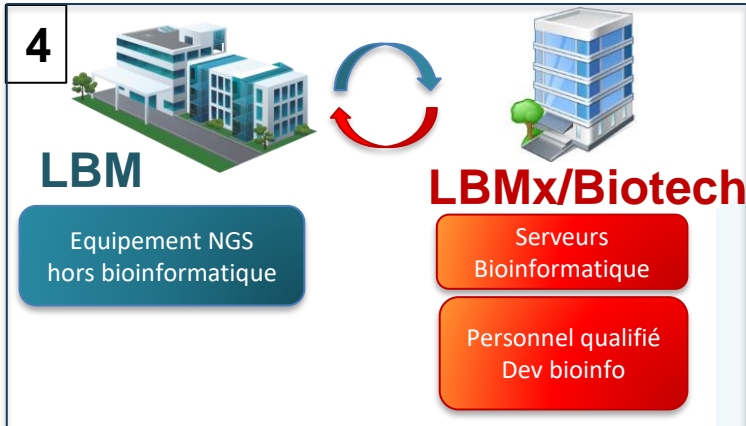 4
LBM
LBMx/Biotech
Equipement NGS
hors bioinformatique
Serveurs
Bioinformatique
Personnel qualifié
Dev bioinfo